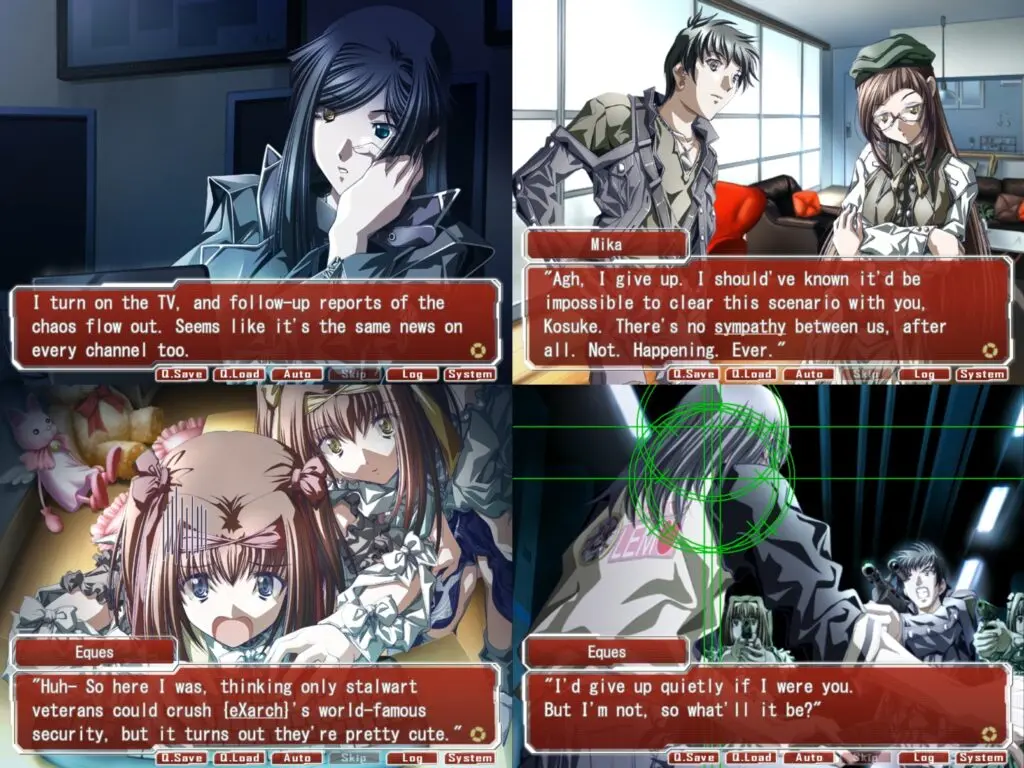 I turn on the TV, and follow-up reports of the
chaos flow out. Seems like it's the same news on
every channel too.
Q.Save Q.Load Auto Skip Log System
Mika
"Agh, I give up. I should've known it'd be
impossible to clear this scenario with you,
Kosuke. There's no sympathy between us, after
all. Not. Happening. Ever."
Q.Save Q.Load Auto Skip Log System
Eques
"Huh— So here I was, thinking only stalwart
veterans could crush {eXarch}'s world-famous
security, but it turns out they're pretty cute."
Q.Save Q.Load Auto Skip Log System
LEMO
Eques
"I'd give up quietly if I were you.
But I'm not, so what'll it be?"
Q.Save Q.Load Auto Skip Log System